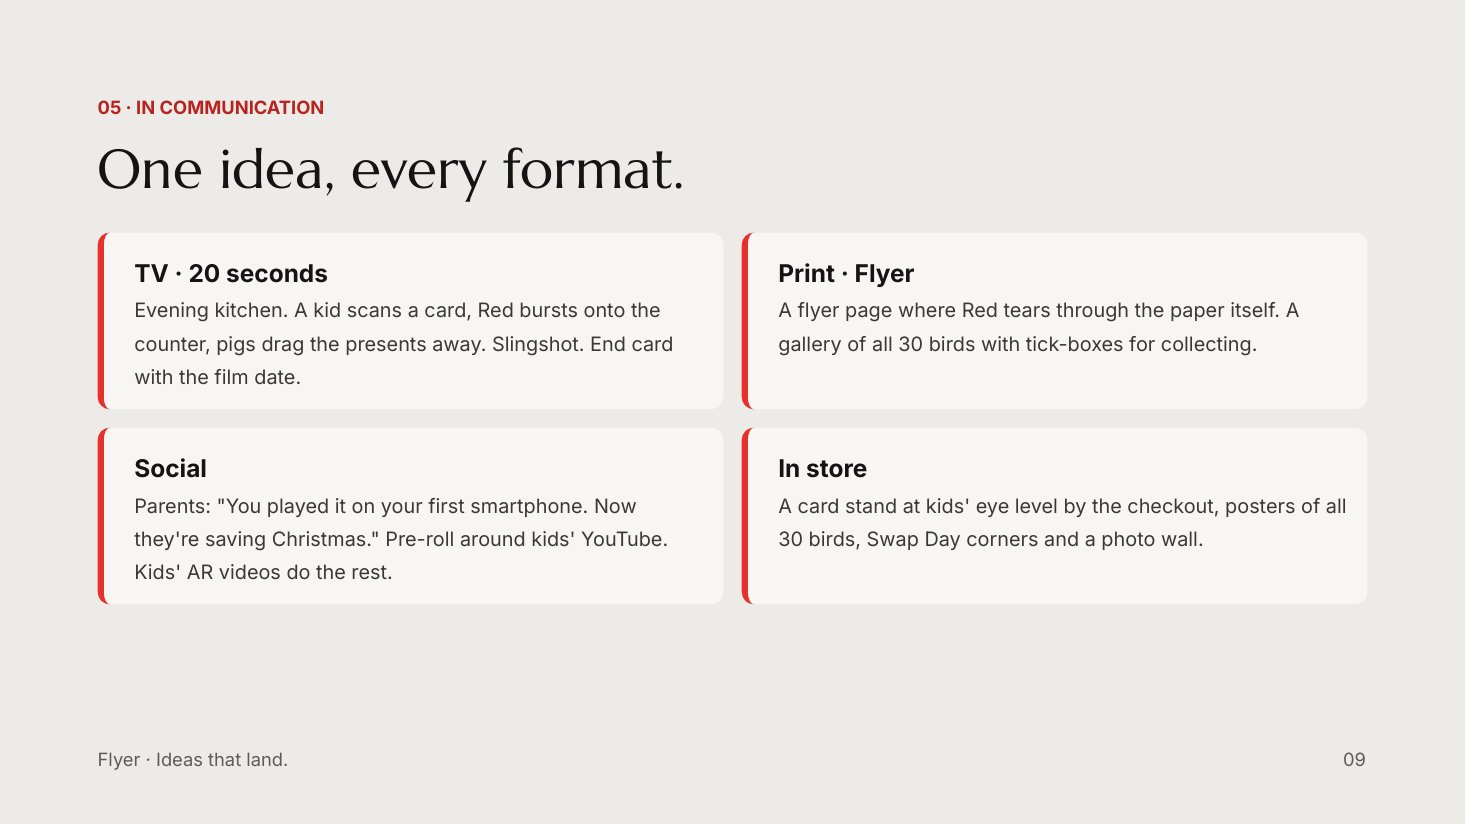 05 · IN COMMUNICATION
One idea, every format.
TV · 20 seconds
Evening kitchen. A kid scans a card, Red bursts onto the
counter, pigs drag the presents away. Slingshot. End card
with the film date.
Print · Flyer
A flyer page where Red tears through the paper itself. A
gallery of all 30 birds with tick-boxes for collecting.
Social
Parents: "You played it on your first smartphone. Now
they're saving Christmas." Pre-roll around kids' YouTube.
Kids' AR videos do the rest.
In store
A card stand at kids' eye level by the checkout, posters of all
30 birds, Swap Day corners and a photo wall.
Flyer · Ideas that land.
09